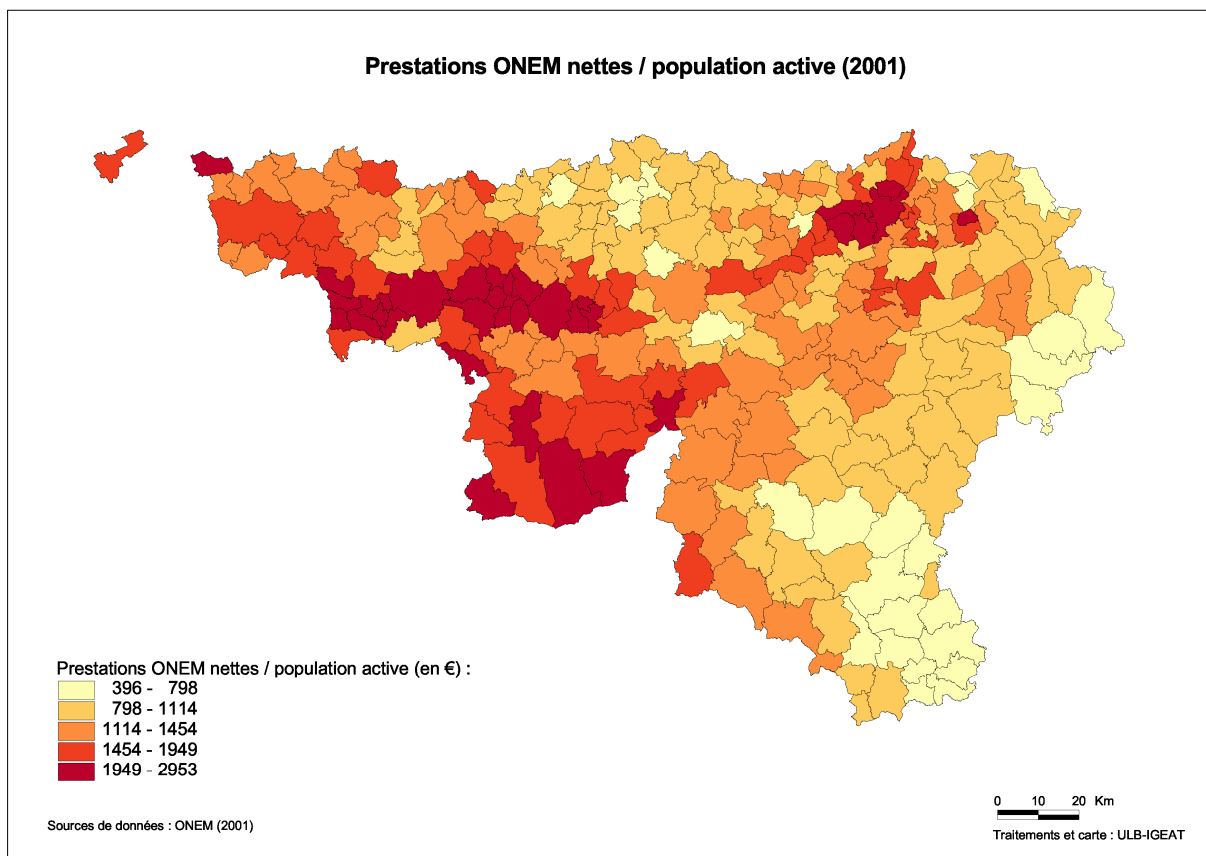 Prestations ONEM nettes / population active (2001)
Prestations ONEM nettes / population active (en €) :
396 - 798
798 - 1114
1114 - 1454
1454 - 1949
1949 - 2953
0 10 20 Km
Sources de données : ONEM (2001)
Traitements et carte : ULB-IGEAT